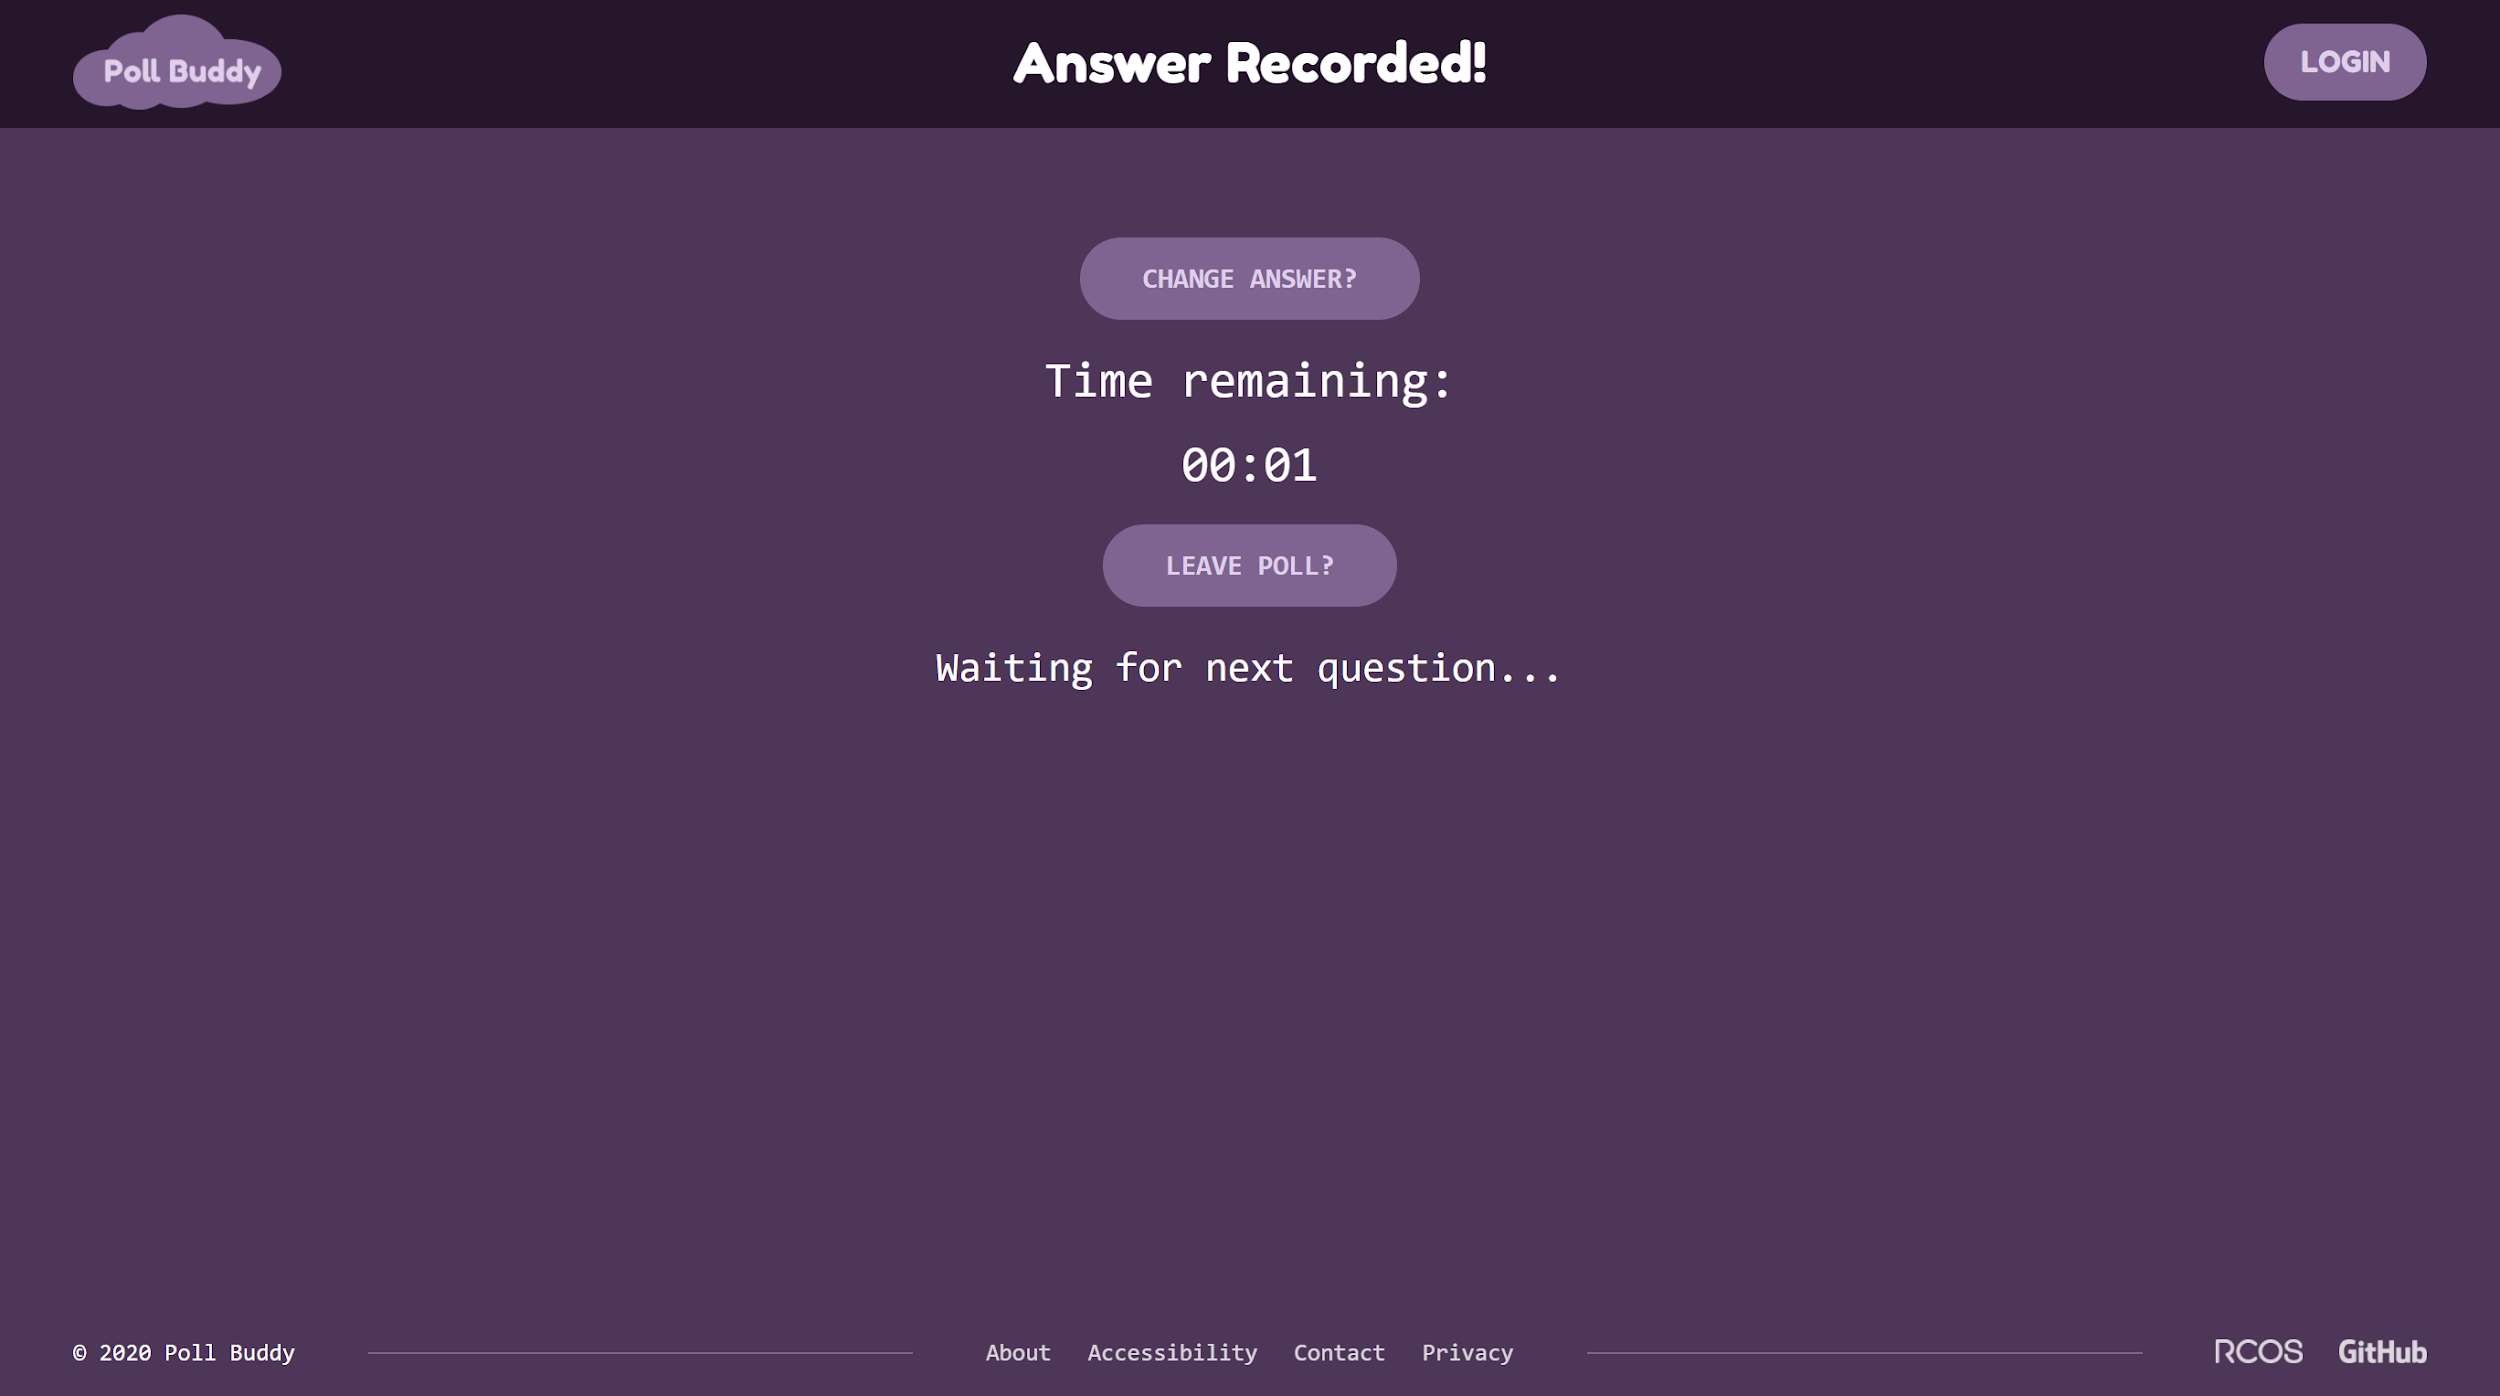 Poll Buddy
Answer Recorded!
LOGIN
CHANGE ANSWER?
Time remaining:
00:01
LEAVE POLL?
Waiting for next question...
© 2020 Poll Buddy
About Accessibility Contact Privacy
RCOS GitHub